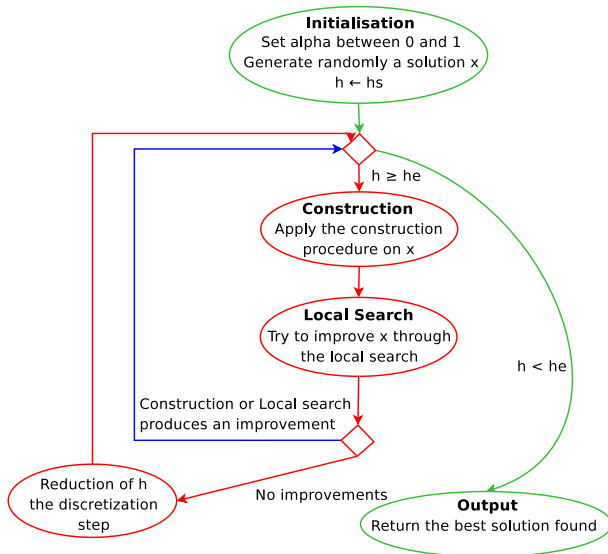 Initialisation
Set alpha between 0 and 1
Generate randomly a solution x
h ← hs
h ≥ he
Construction
Apply the construction
procedure on x
Local Search
Try to improve x through
the local search
h < he
Construction or Local search
produces an improvement
Reduction of h
the discretization
step
No improvements
Output
Return the best solution found